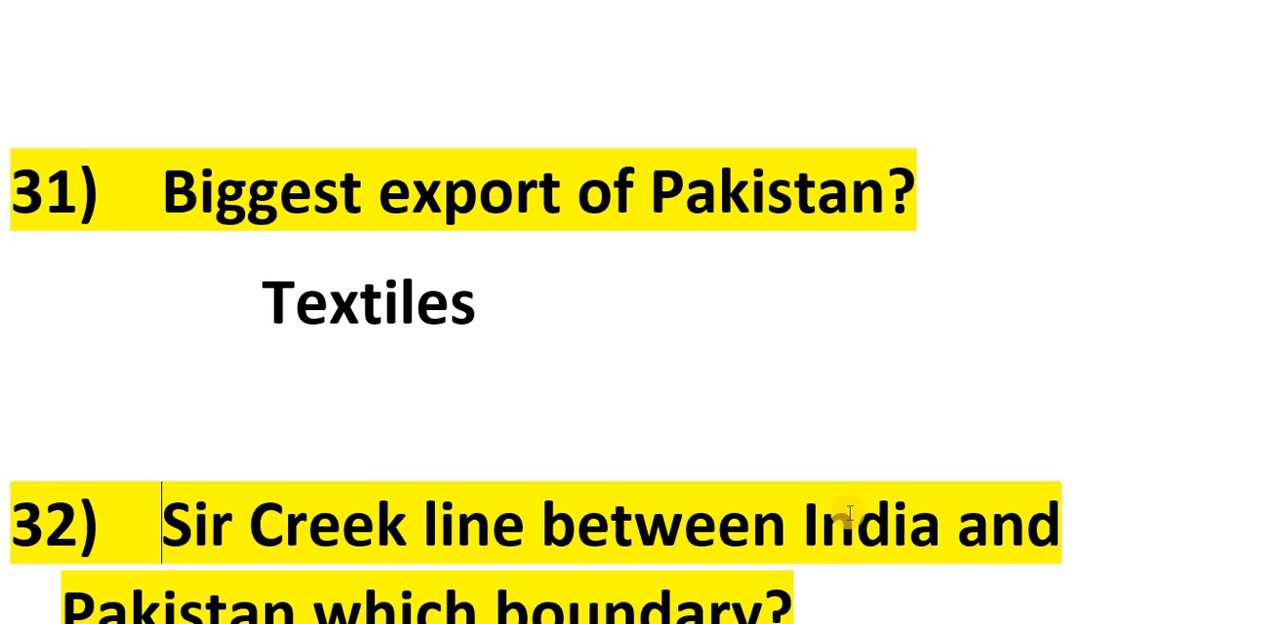 31) Biggest export of Pakistan?
Textiles
32) Sir Creek line between India and
Pakistan which boundary?